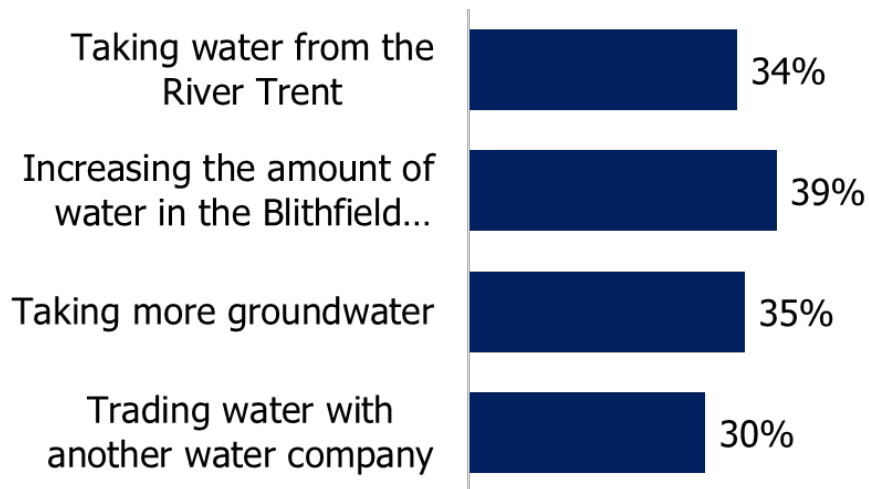 Taking water from the
River Trent
34%
Increasing the amount of
water in the Blithfield...
39%
Taking more groundwater
35%
Trading water with
another water company
30%